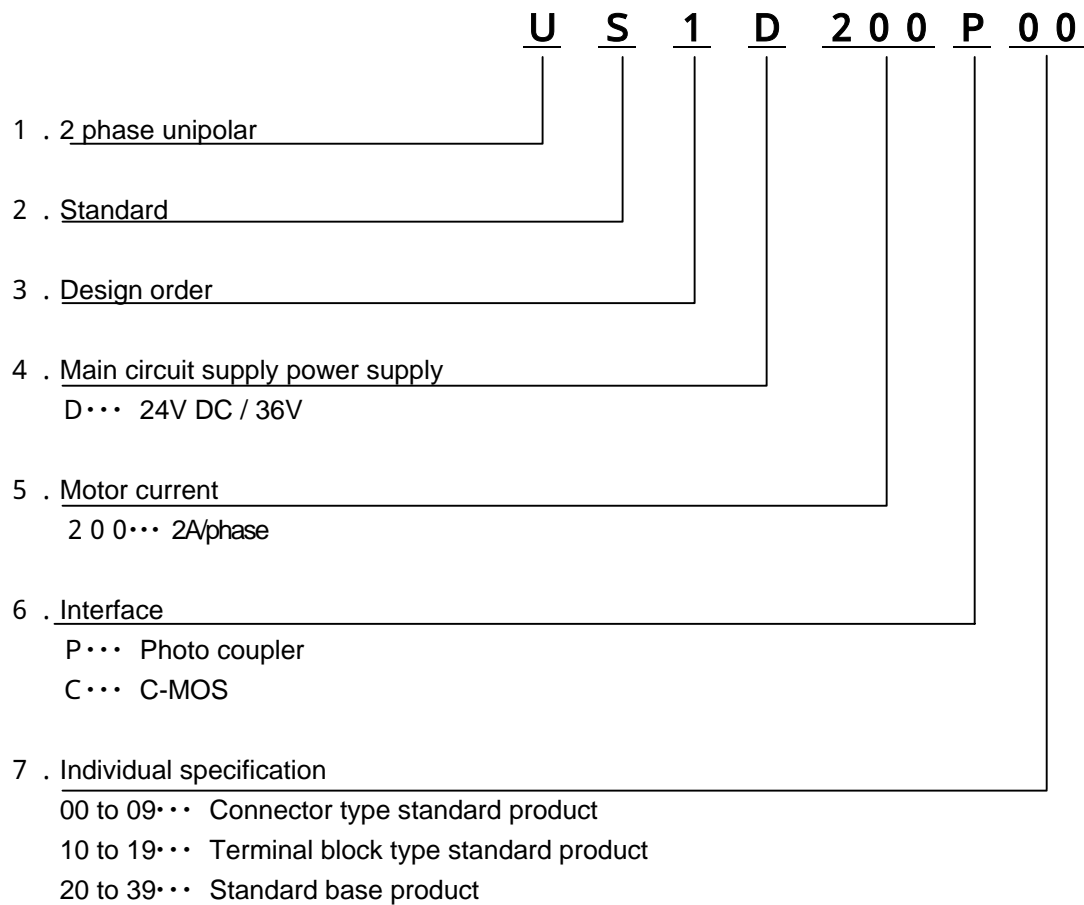 U S 1 D 2 0 0 P 0 0
1 . 2 phase unipolar
2 . Standard
3 . Design order
4 . Main circuit supply power supply
D・・・ 24V DC / 36V
5 . Motor current
2 0 0・・・ 2A/phase
6 . Interface
P・・・ Photo coupler
C・・・ C-MOS
7 . Individual specification
00 to 09・・・ Connector type standard product
10 to 19・・・ Terminal block type standard product
20 to 39・・・ Standard base product